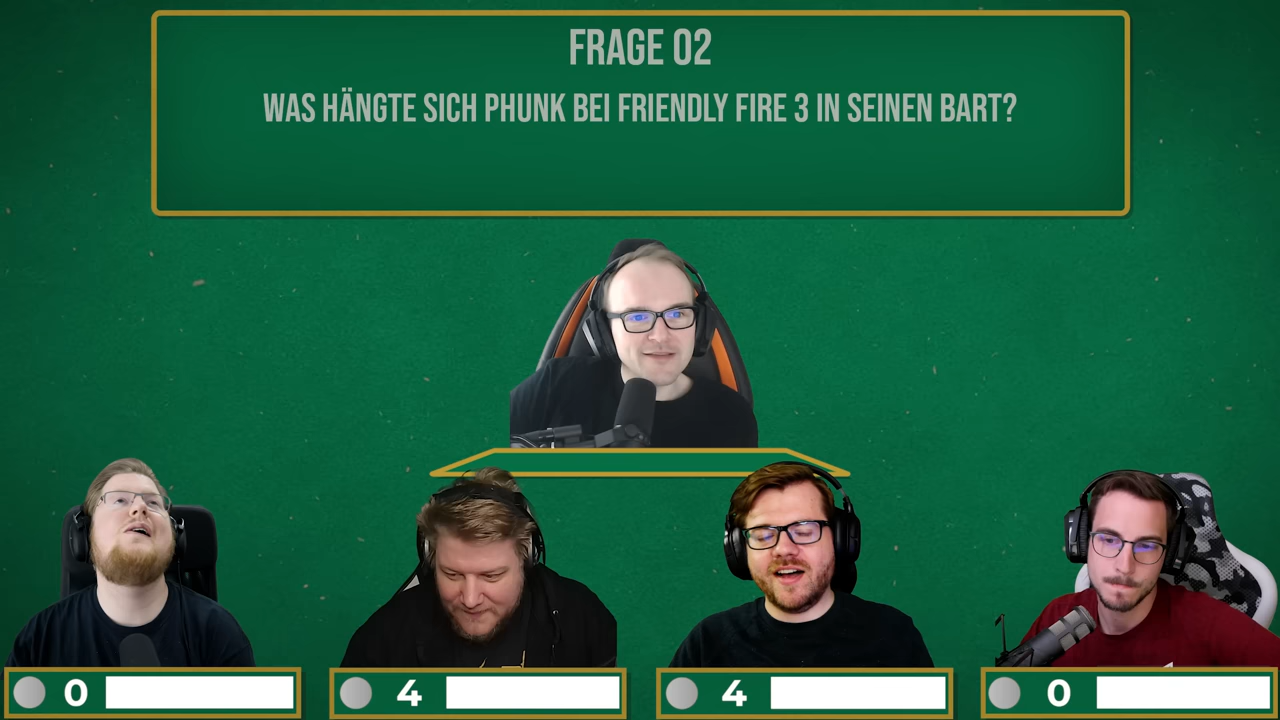 FRAGE 02
WAS HÄNGTE SICH PHUNK BEI FRIENDLY FIRE 3 IN SEINEN BART?
0
4
4
0